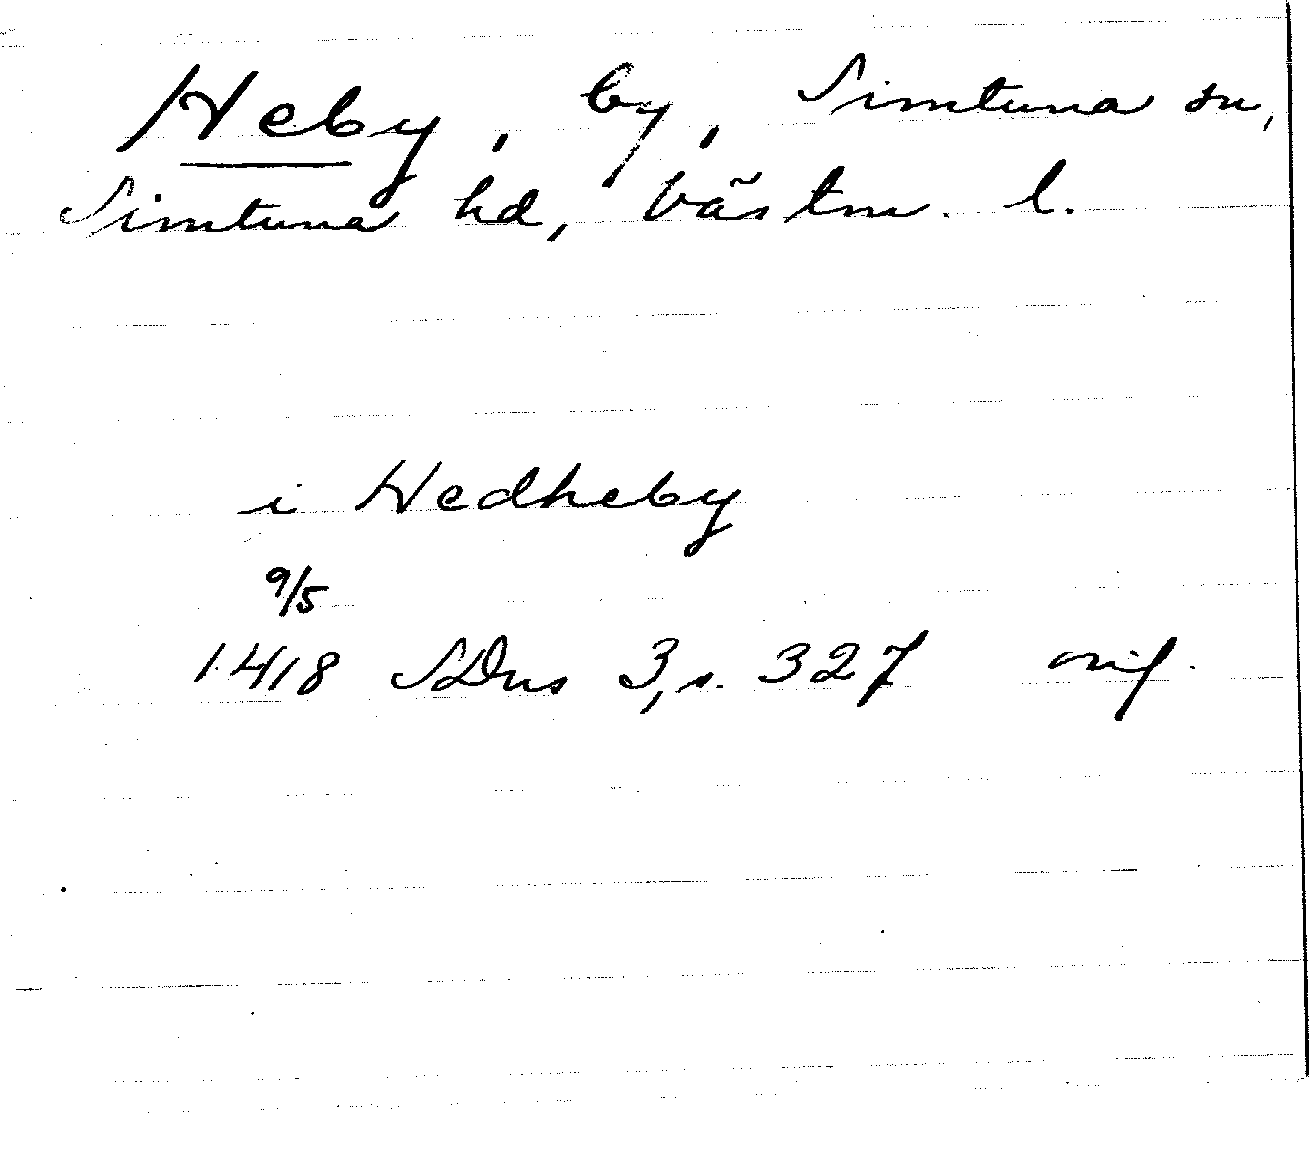 Heby, by, Simtuna sn,
Simtuna hd, Västm. l.
i Hedheby
9/5
1418 SDns 3, s. 327 orig.